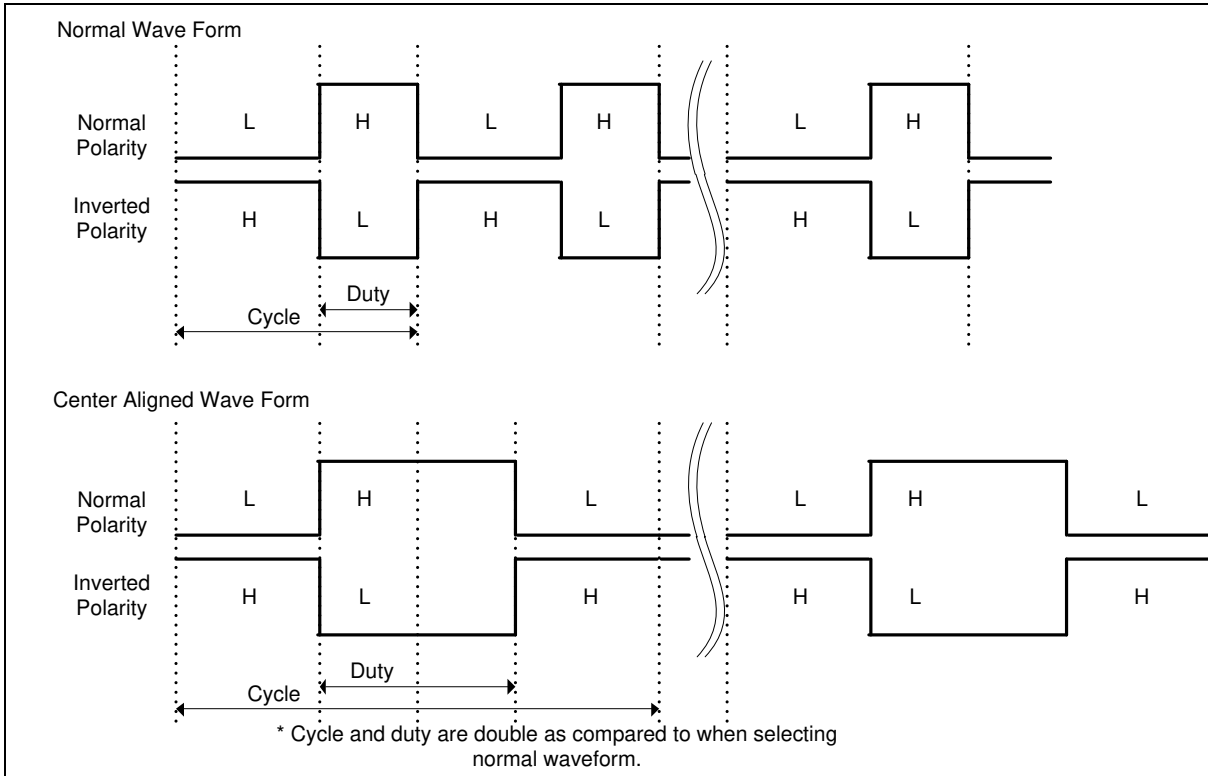 Normal Wave Form
Normal
Polarity
L H L H L H
Inverted
Polarity
H L H L H L
Duty
Cycle
Center Aligned Wave Form
Normal
Polarity
L H L L H L
Inverted
Polarity
H L H H L H
Duty
Cycle
* Cycle and duty are double as compared to when selecting
normal waveform.